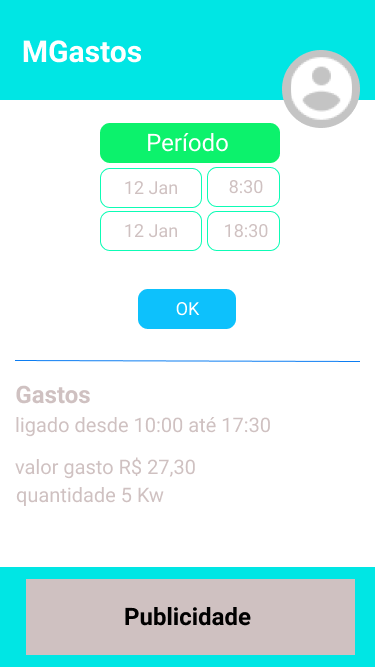 MGastos
Período
12 Jan 8:30
12 Jan 18:30
OK
Gastos
ligado desde 10:00 até 17:30
valor gasto R$ 27,30
quantidade 5 Kw
Publicidade